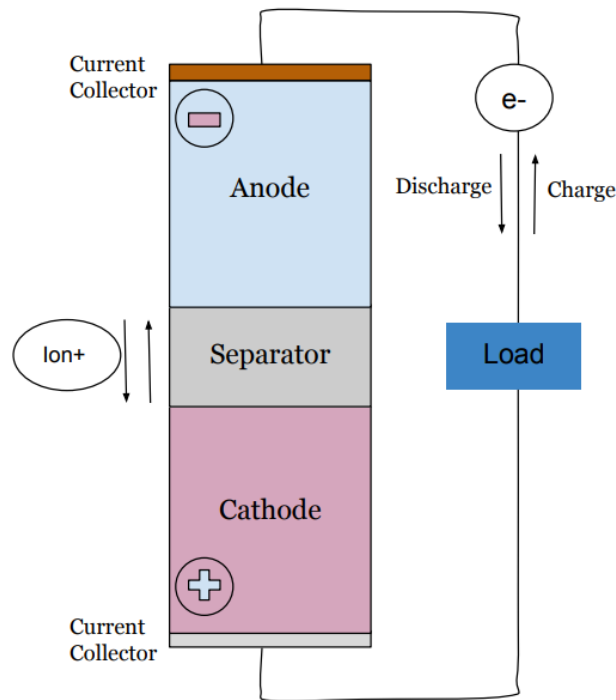 Current
Collector
e-
Anode
Discharge
Charge
Ion+
Separator
Load
Cathode
Current
Collector